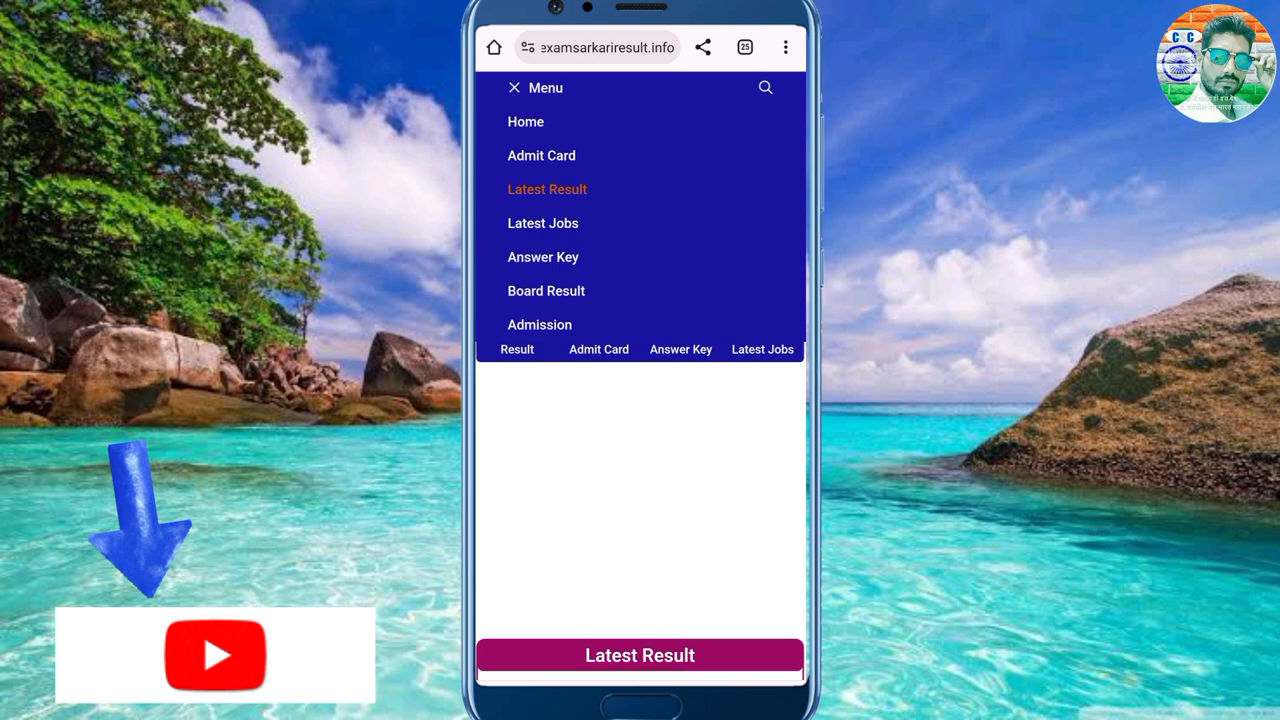 examsarkariresult.info
25
Menu
Home
Admit Card
Latest Result
Latest Jobs
Answer Key
Board Result
Admission
Result Admit Card Answer Key Latest Jobs
Latest Result
CSC